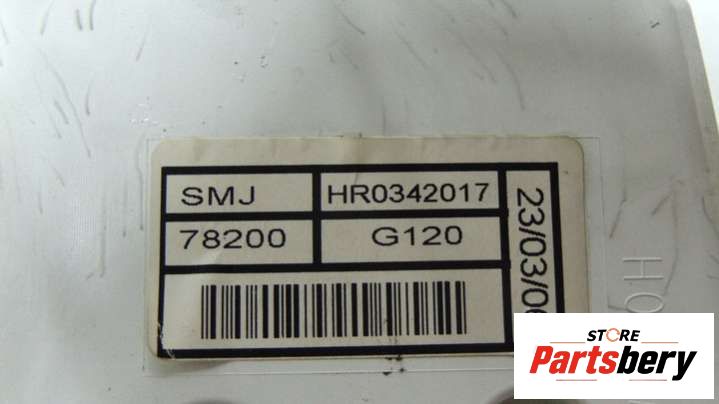 SMJ HR0342017
78200 G120
23/03/0
STORE
Partsbery